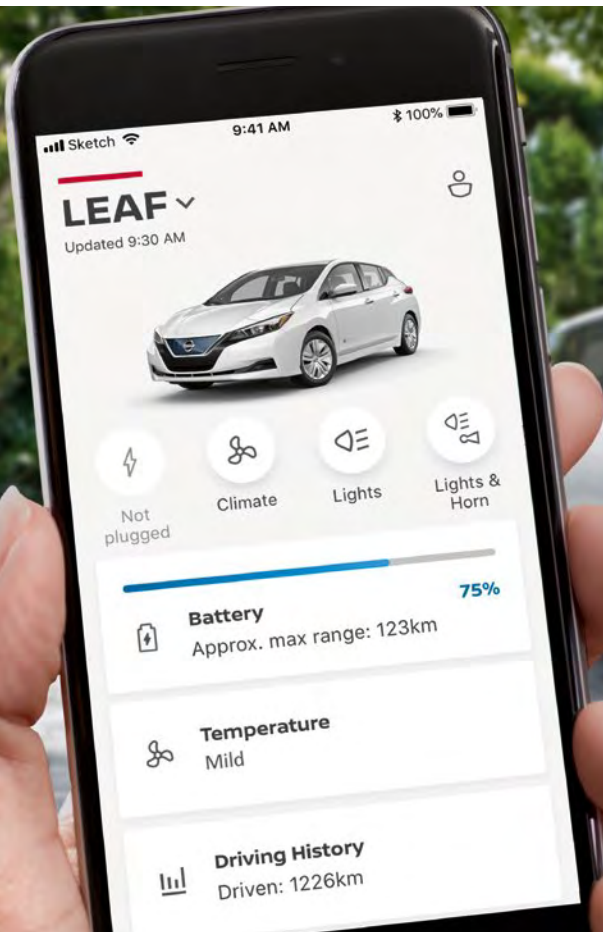 Sketch
9:41 AM
100%
LEAF
Updated 9:30 AM
Not
plugged
Climate
Lights
Lights &
Horn
75%
Battery
Approx. max range: 123km
Temperature
Mild
Driving History
Driven: 1226km